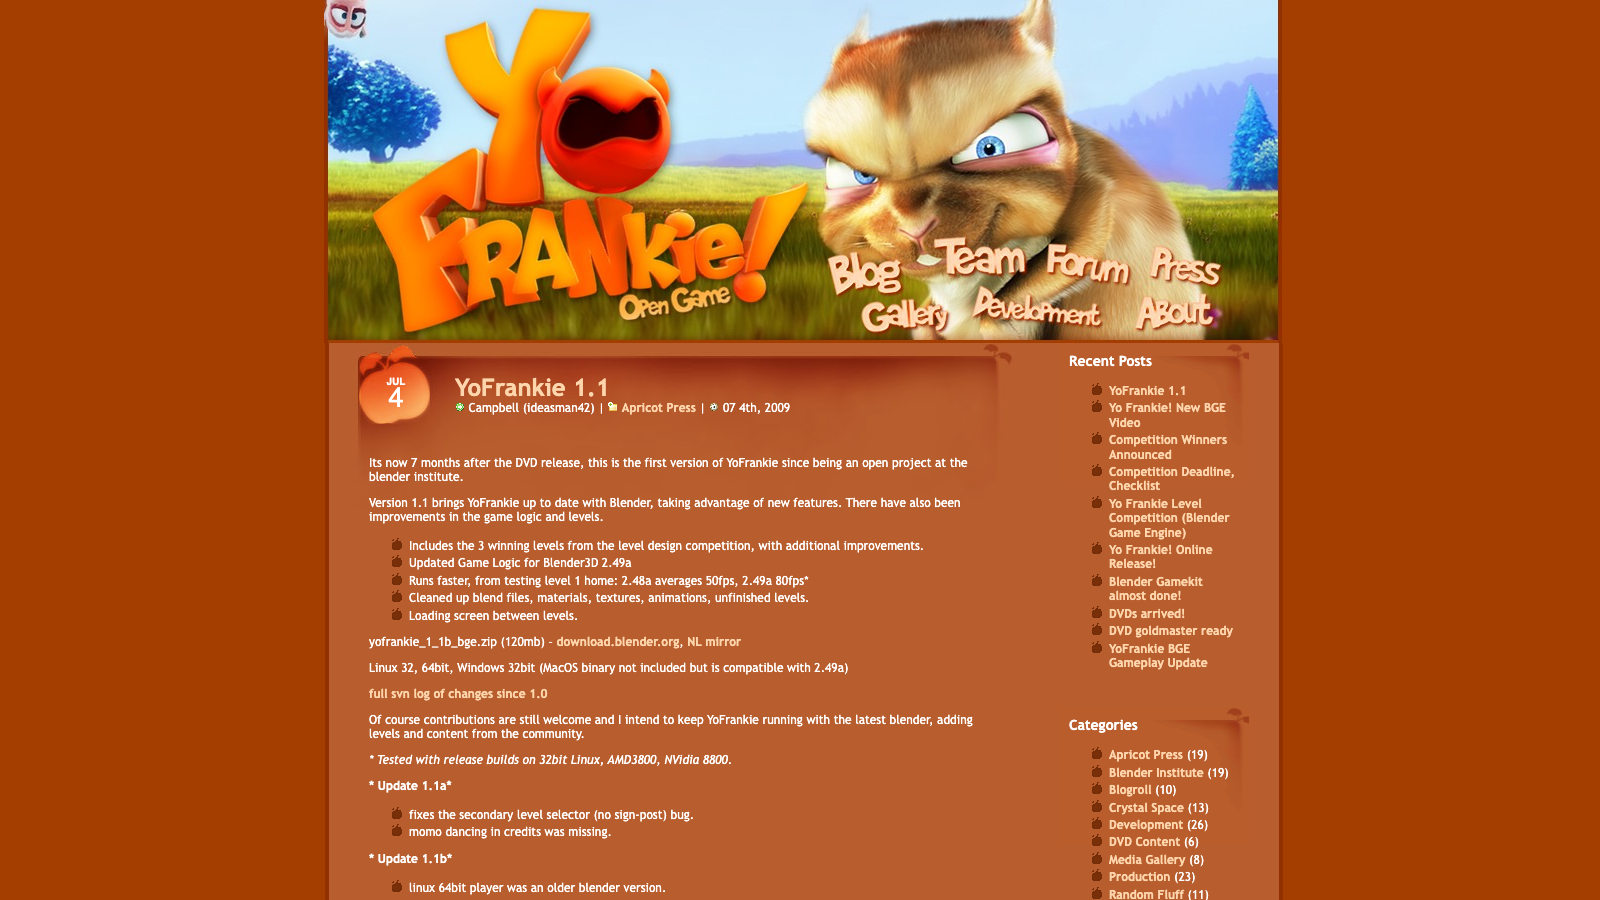 Yo
Frankie!
Open Game
Blog Team Forum Press
Gallery Development About
JUL
4
YoFrankie 1.1
Campbell (ideasman42) | Apricot Press | 07 4th, 2009
Its now 7 months after the DVD release, this is the first version of YoFrankie since being an open project at the
blender institute.
Version 1.1 brings YoFrankie up to date with Blender, taking advantage of new features. There have also been
improvements in the game logic and levels.
Includes the 3 winning levels from the level design competition, with additional improvements.
Updated Game Logic for Blender3D 2.49a
Runs faster, from testing level 1 home: 2.48a averages 50fps, 2.49a 80fps*
Cleaned up blend files, materials, textures, animations, unfinished levels.
Loading screen between levels.
yofrankie_1_1b_bge.zip (120mb) - download.blender.org, NL mirror
Linux 32, 64bit, Windows 32bit (MacOS binary not included but is compatible with 2.49a)
full svn log of changes since 1.0
Of course contributions are still welcome and I intend to keep YoFrankie running with the latest blender, adding
levels and content from the community.
* Tested with release builds on 32bit Linux, AMD3800, NVidia 8800.
* Update 1.1a*
fixes the secondary level selector (no sign-post) bug.
momo dancing in credits was missing.
* Update 1.1b*
linux 64bit player was an older blender version.
Recent Posts
YoFrankie 1.1
Yo Frankie! New BGE
Video
Competition Winners
Announced
Competition Deadline,
Checklist
Yo Frankie Level
Competition (Blender
Game Engine)
Yo Frankie! Online
Release!
Blender Gamekit
almost done!
DVDs arrived!
DVD goldmaster ready
YoFrankie BGE
Gameplay Update
Categories
Apricot Press (19)
Blender Institute (19)
Blogroll (10)
Crystal Space (13)
Development (26)
DVD Content (6)
Media Gallery (8)
Production (23)
Random Fluff (11)